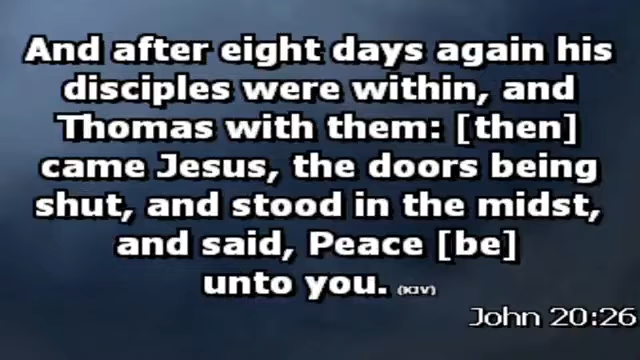 And after eight days again his
disciples were within, and
Thomas with them: [then]
came Jesus, the doors being
shut, and stood in the midst,
and said, Peace [be]
unto you. (KJV)
John 20:26